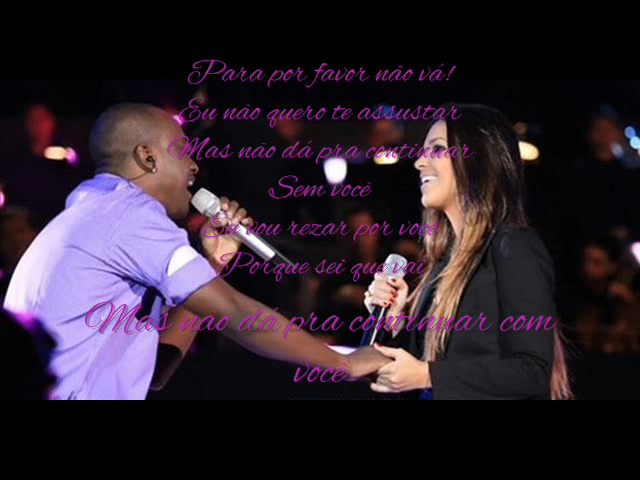 Para por favor não vá!
Eu não quero te assustar
Mas não dá pra continuar
Sem você
Eu vou rezar por você
Porque sei que vai
Mas não dá pra continuar com
você